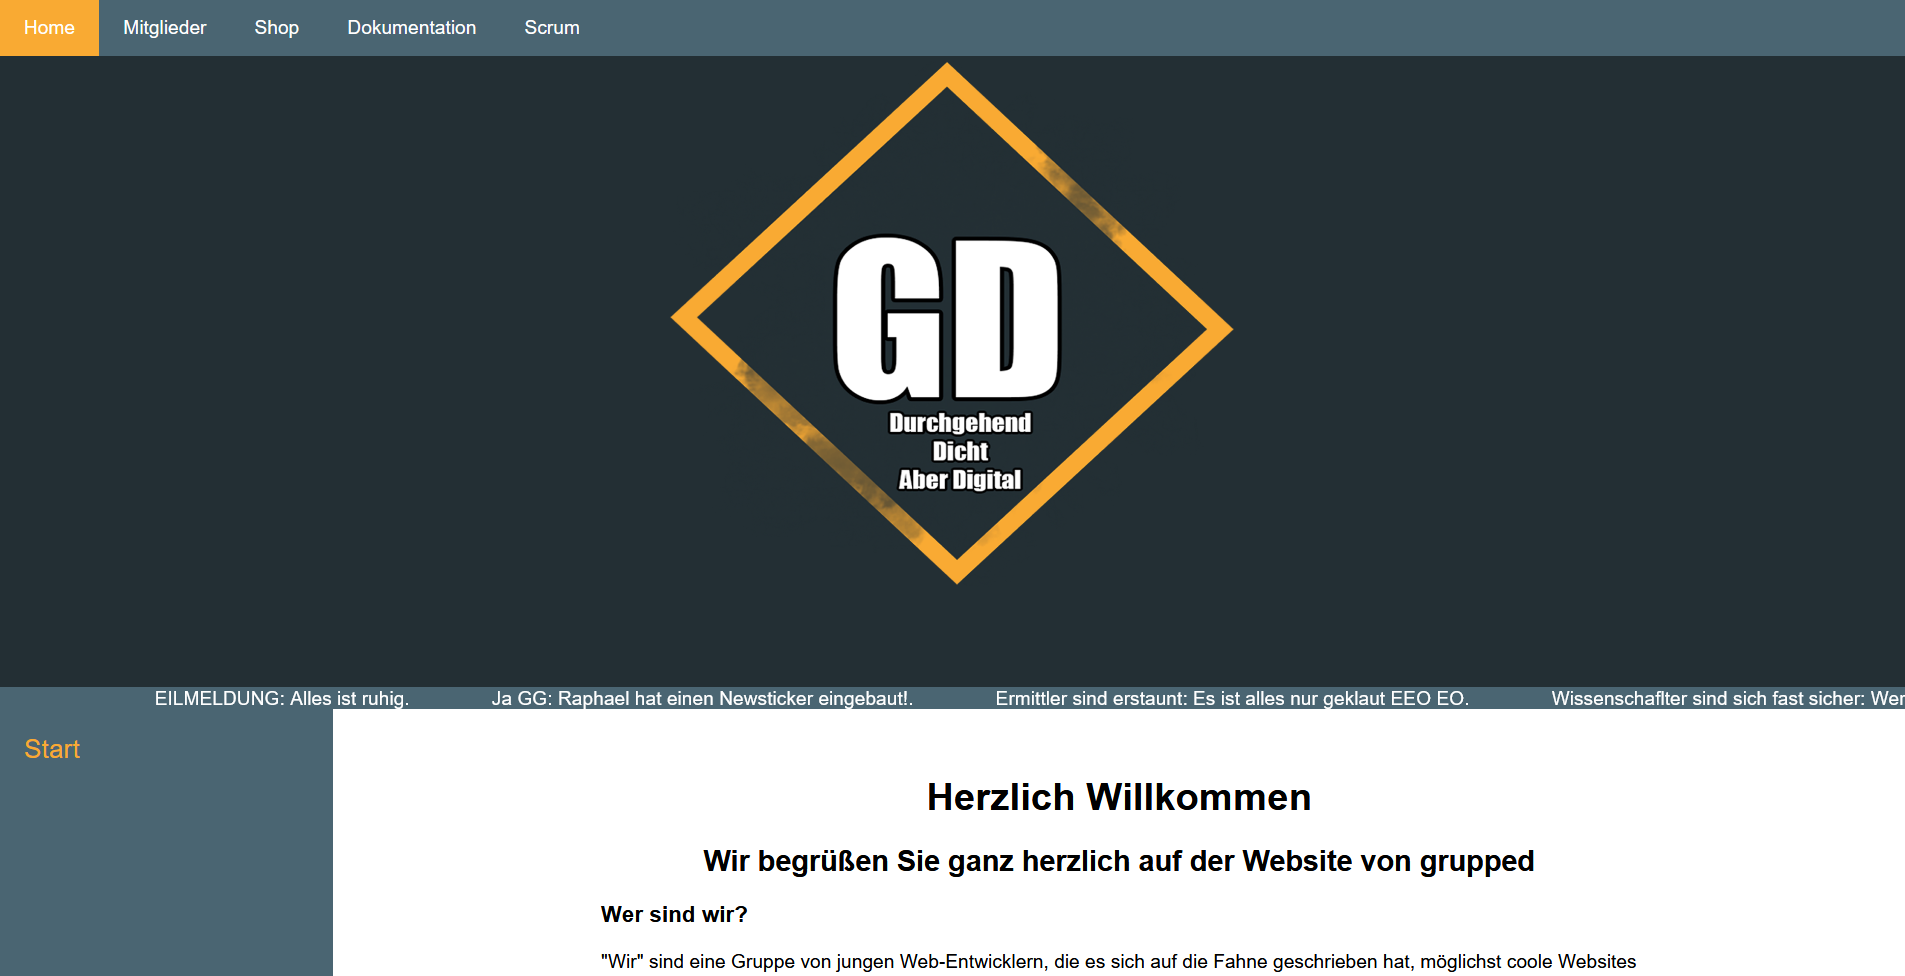 Home Mitglieder Shop Dokumentation Scrum
GD
Durchgehend
Dicht
Aber Digital
EILMELDUNG: Alles ist ruhig. Ja GG: Raphael hat einen Newsticker eingebaut!. Ermittler sind erstaunt: Es ist alles nur geklaut EEO EO. Wissenschaflter sind sich fast sicher: Wer
Start
Herzlich Willkommen
Wir begrüßen Sie ganz herzlich auf der Website von grupped
Wer sind wir?
"Wir" sind eine Gruppe von jungen Web-Entwicklern, die es sich auf die Fahne geschrieben hat, möglichst coole Websites